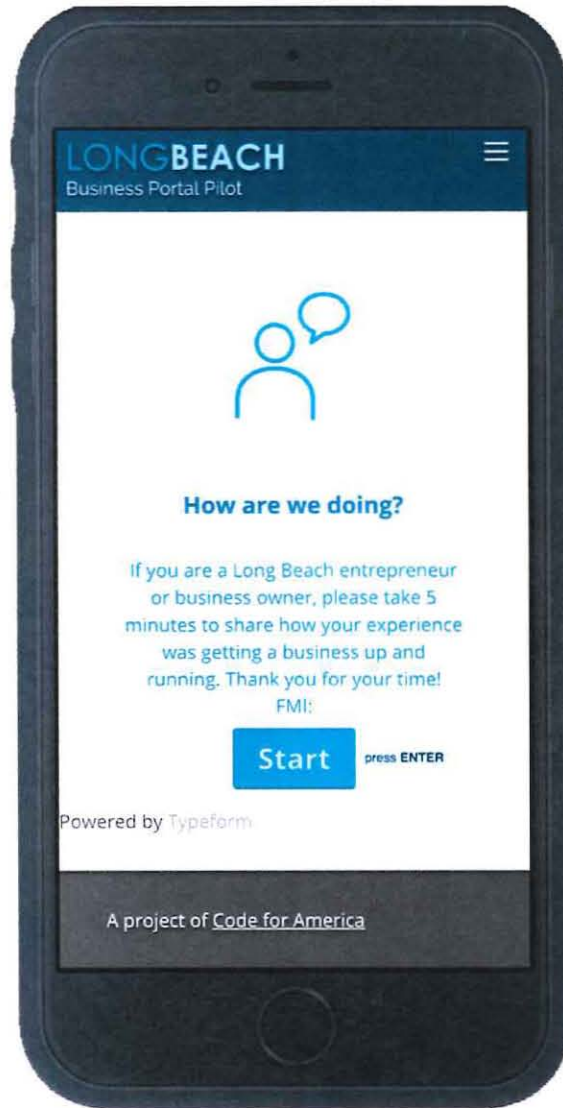 LONGBEACH
Business Portal Pilot
How are we doing?
If you are a Long Beach entrepreneur
or business owner, please take 5
minutes to share how your experience
was getting a business up and
running. Thank you for your time!
FMI:
Start press ENTER
Powered by Typeform
A project of Code for America